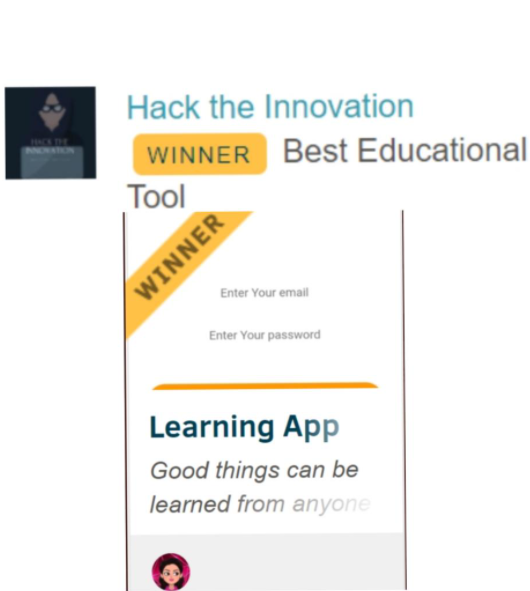 Hack the Innovation
HACK THE
INNOVATION
WINNER Best Educational
Tool
WINNER
Enter Your email
Enter Your password
Learning App
Good things can be
learned from anyone